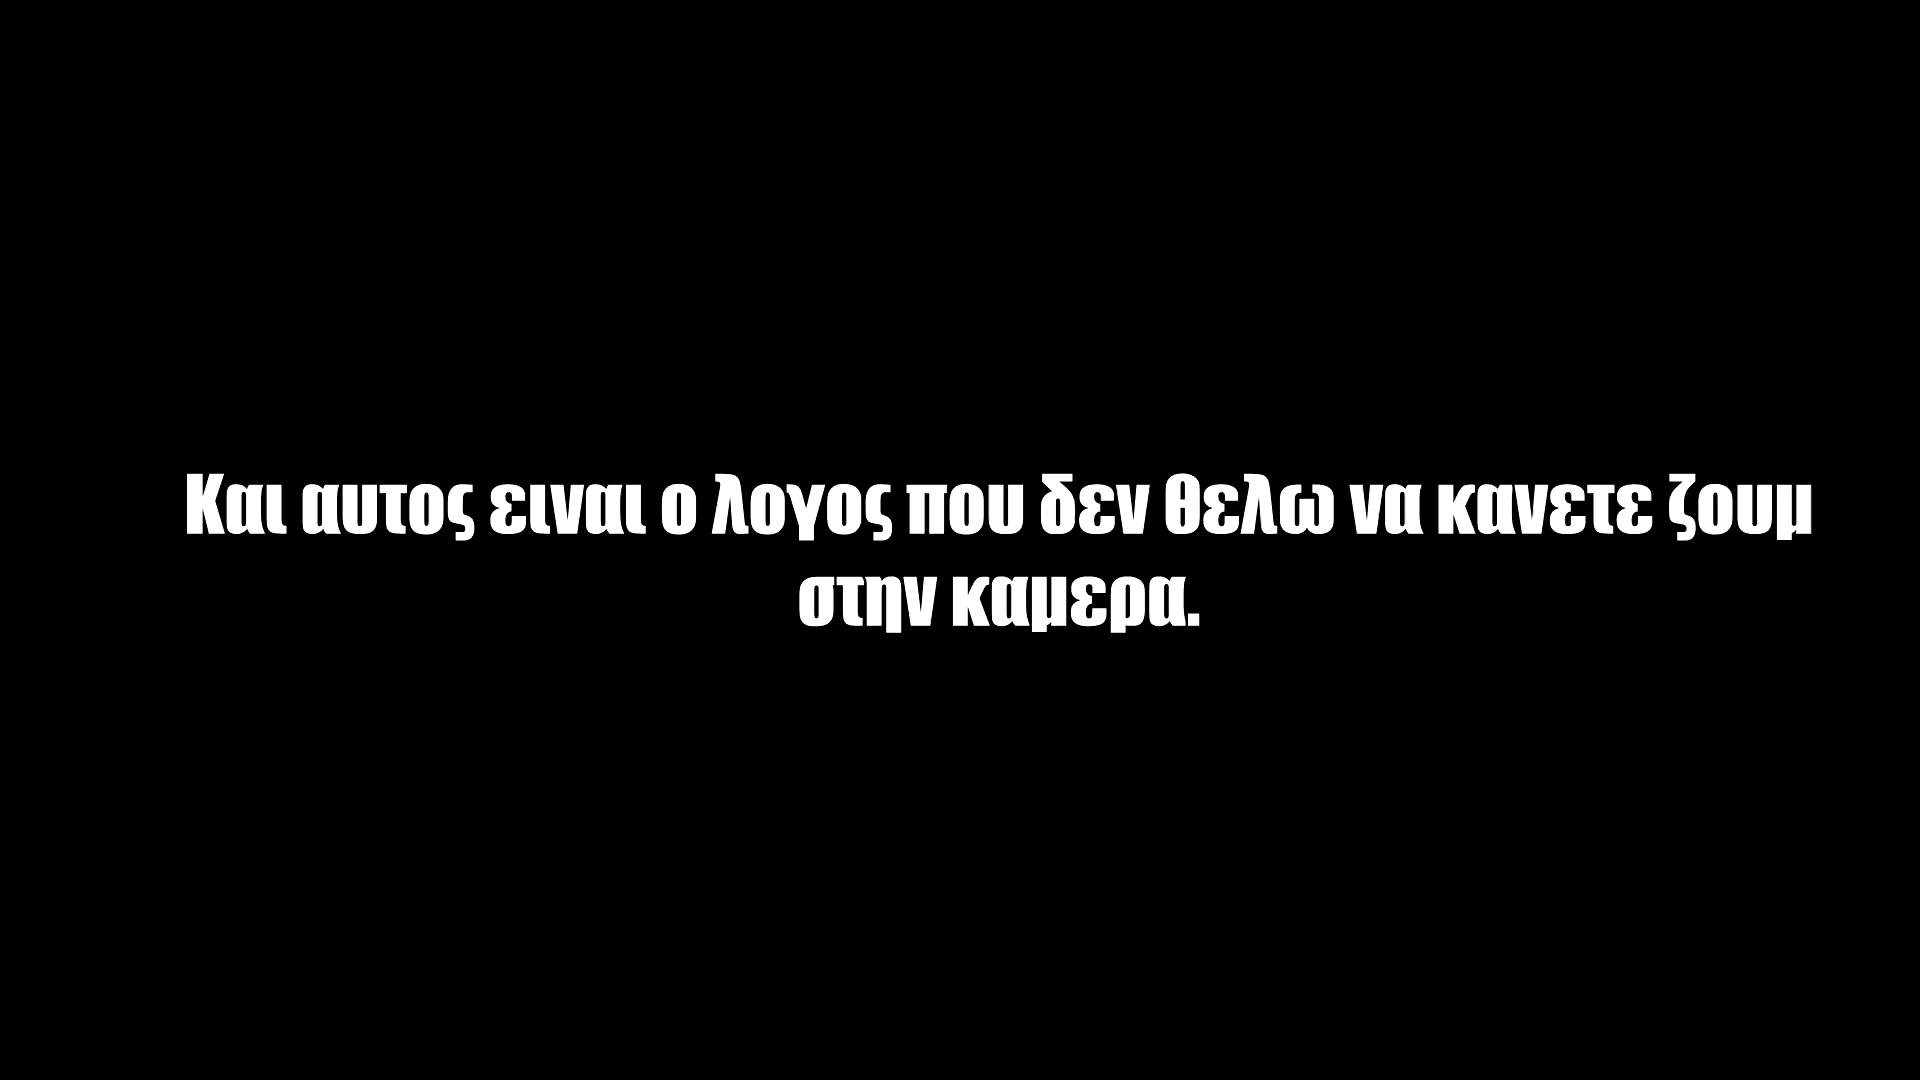 Και αυτος ειναι ο λογος που δεν θελω να κανετε ζουμ
στην καμερα.